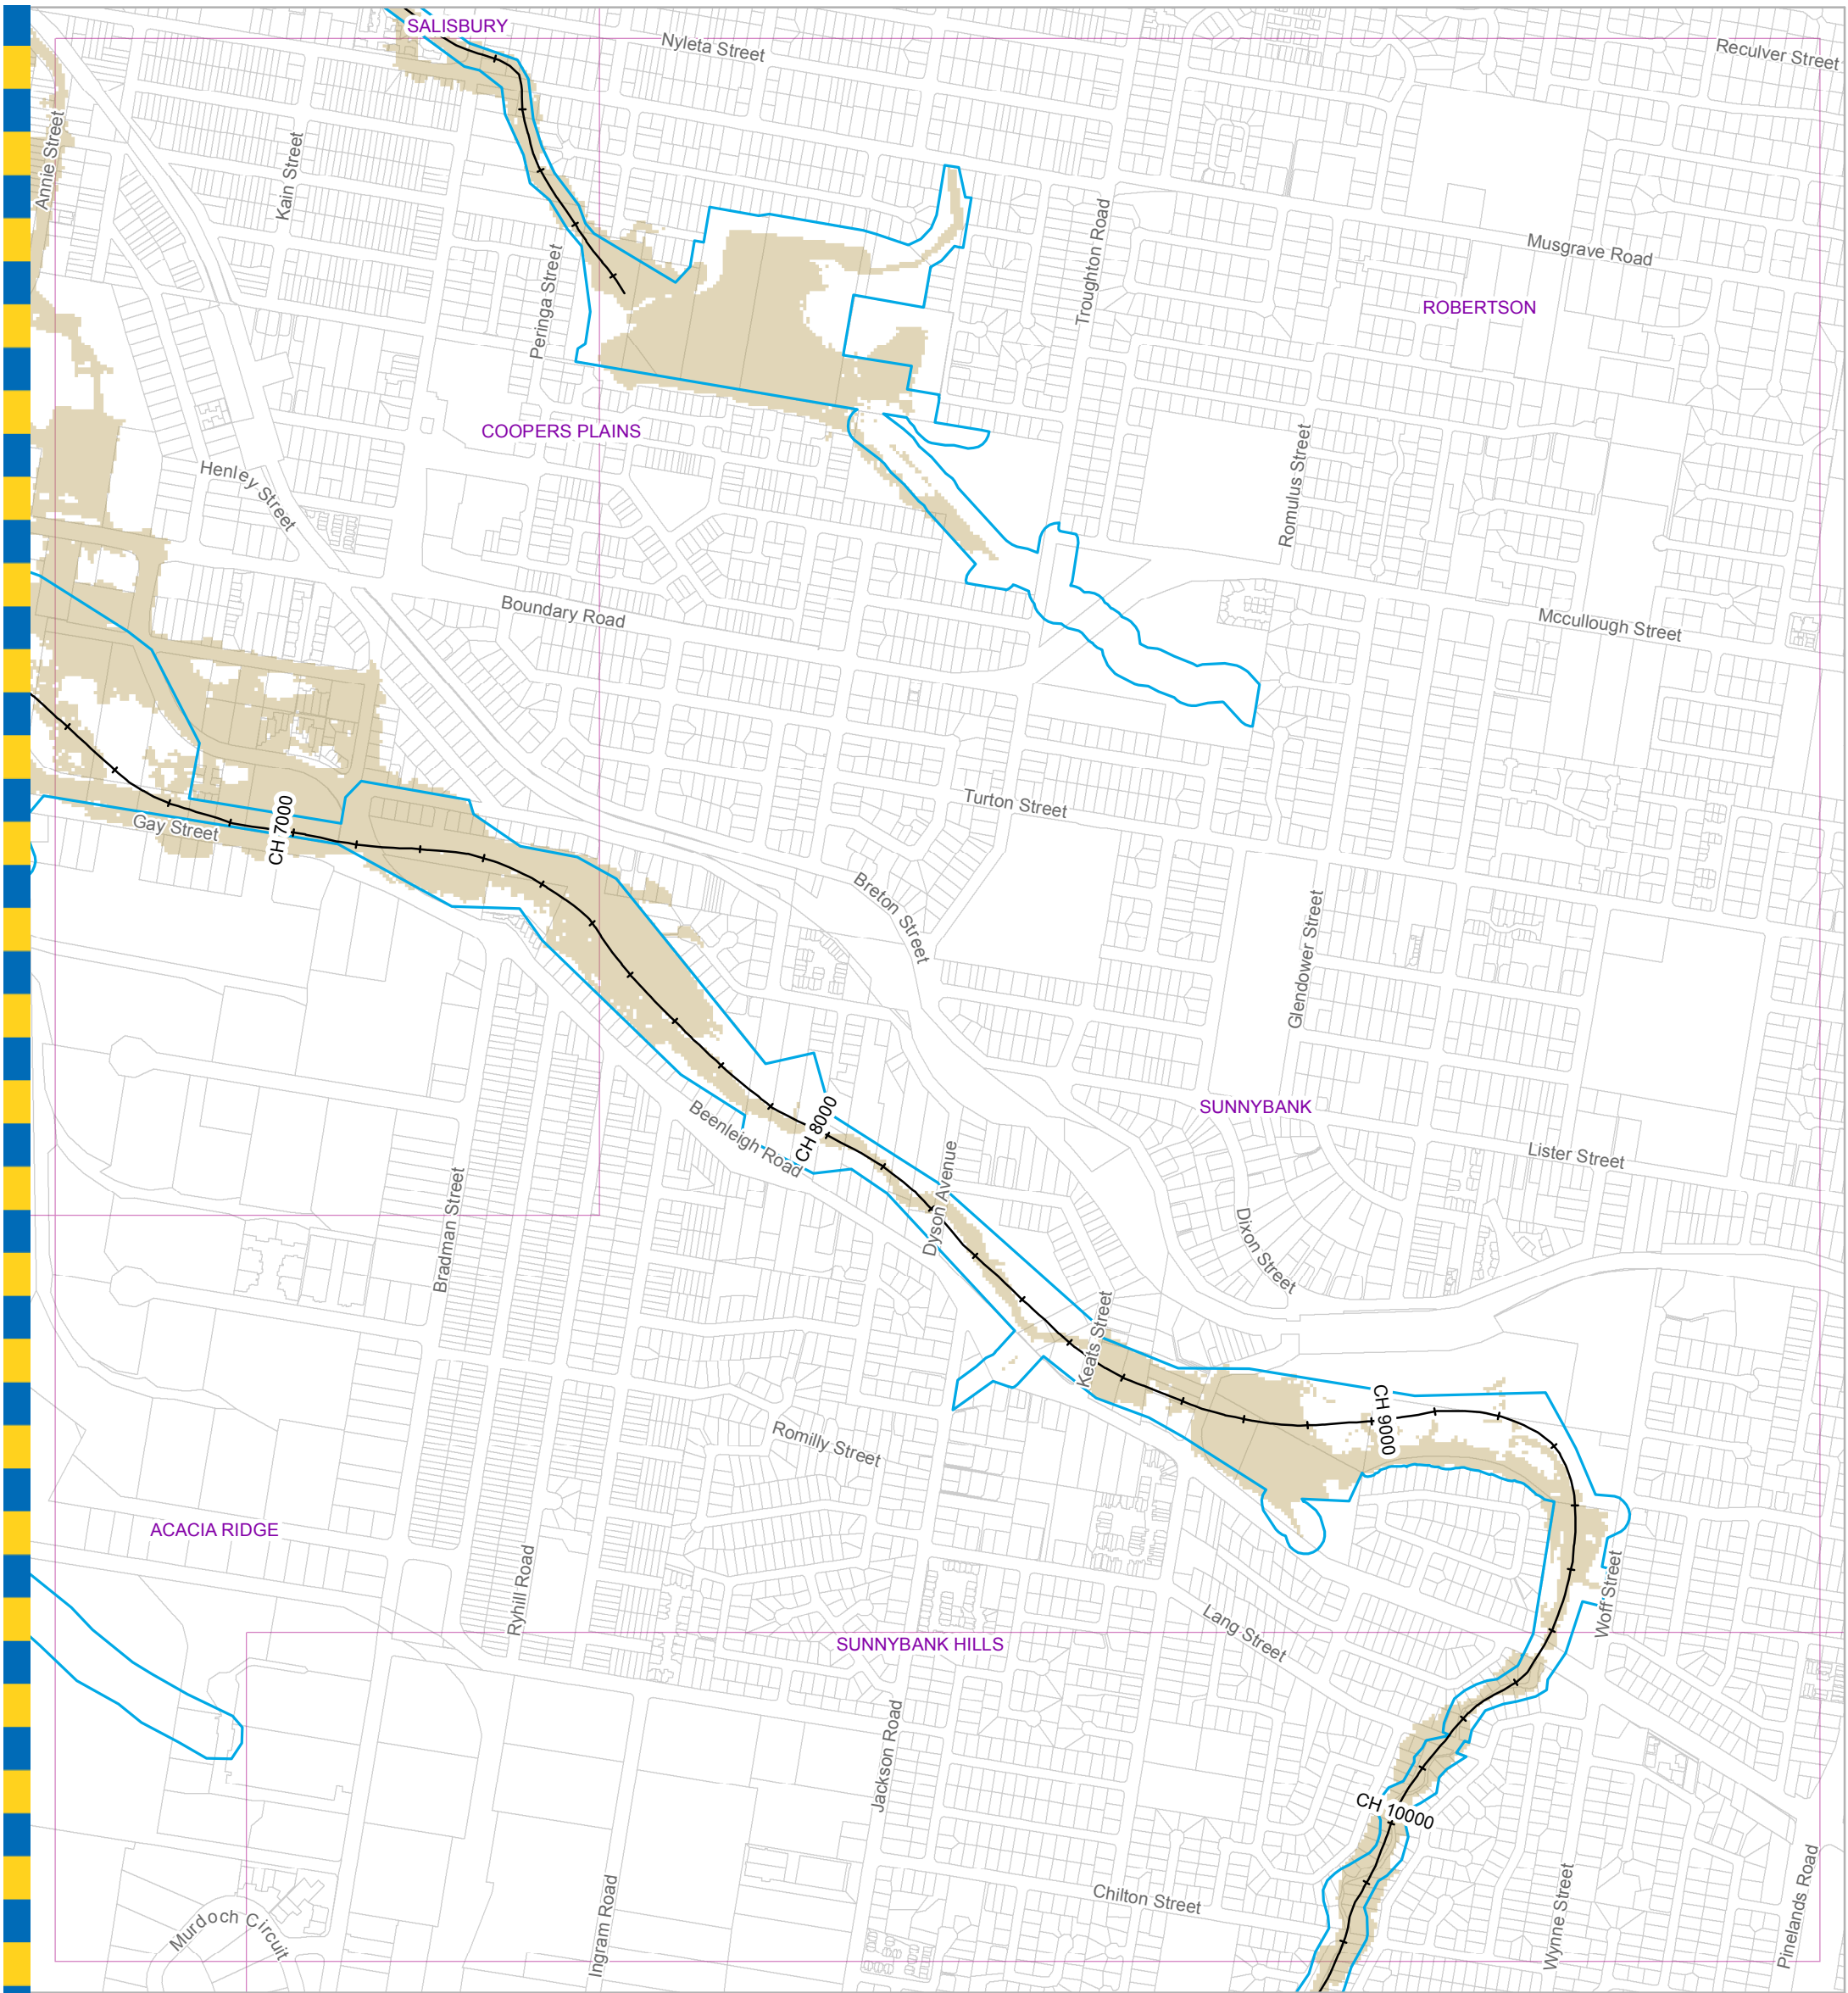 SALISBURY
Nyleta Street
Reculver Street
Annie Street
Kain Street
Peringa Street
Troughton Road
Musgrave Road
ROBERTSON
COOPERS PLAINS
Henley Street
Romulus Street
Boundary Road
Mccullough Street
Gay Street
CH 7000
Turton Street
Breton Street
Glendower Street
Beenleigh Road
CH 8000
SUNNYBANK
Lister Street
Bradman Street
Dyson Avenue
Dixon Street
Keats Street
CH 9000
Romilly Street
ACACIA RIDGE
Ryhill Road
Woff Street
Lang Street
SUNNYBANK HILLS
Jackson Road
CH 10000
Chilton Street
Murdoch Circuit
Ingram Road
Wynne Street
Pinelands Road